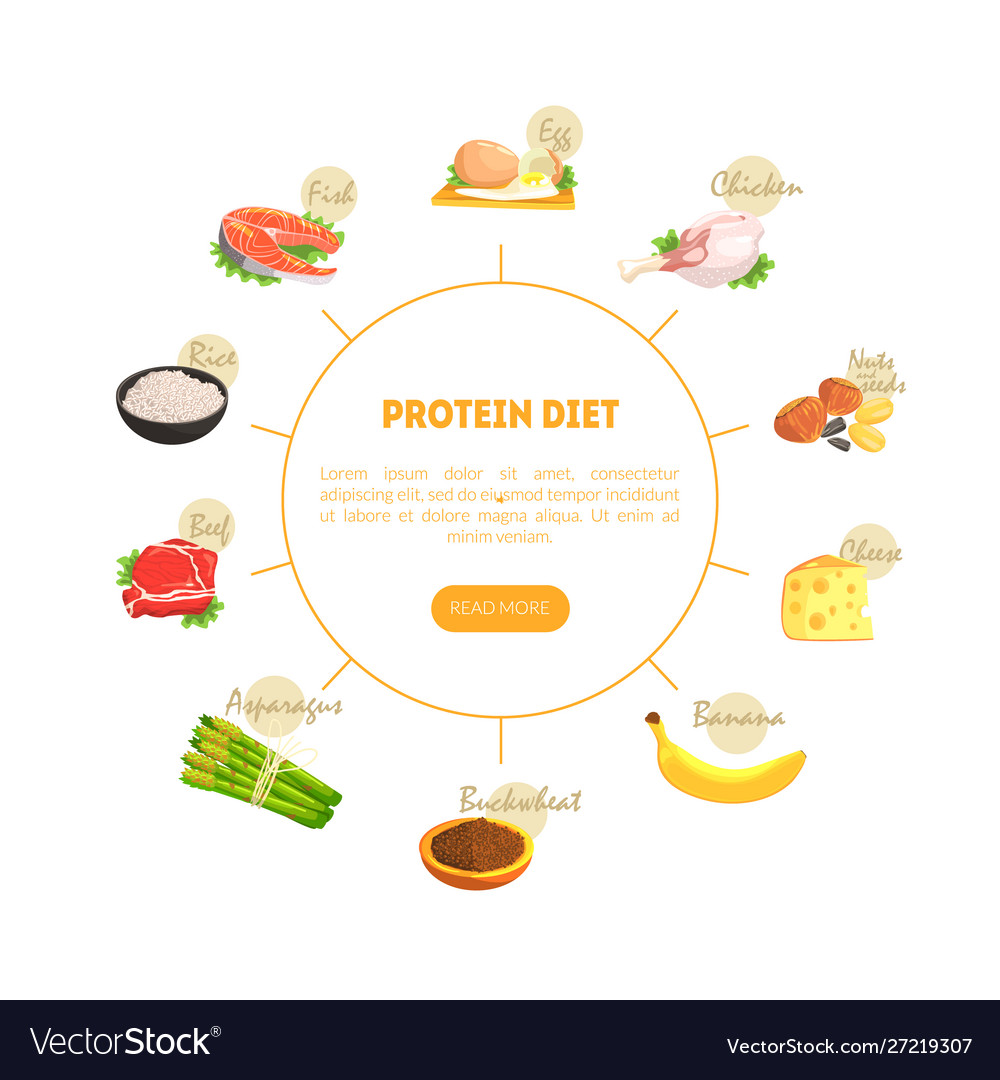 Egg
Fish
Chicken
Rice
Nuts
and
seeds
PROTEIN DIET
Lorem ipsum dolor sit amet, consectetur
adipiscing elit, sed do eiusmod tempor incididunt
ut labore et dolore magna aliqua. Ut enim ad
minim veniam.
Beef
Cheese
READ MORE
Asparagus
Banana
Buckwheat
VectorStock®
VectorStock.com/27219307